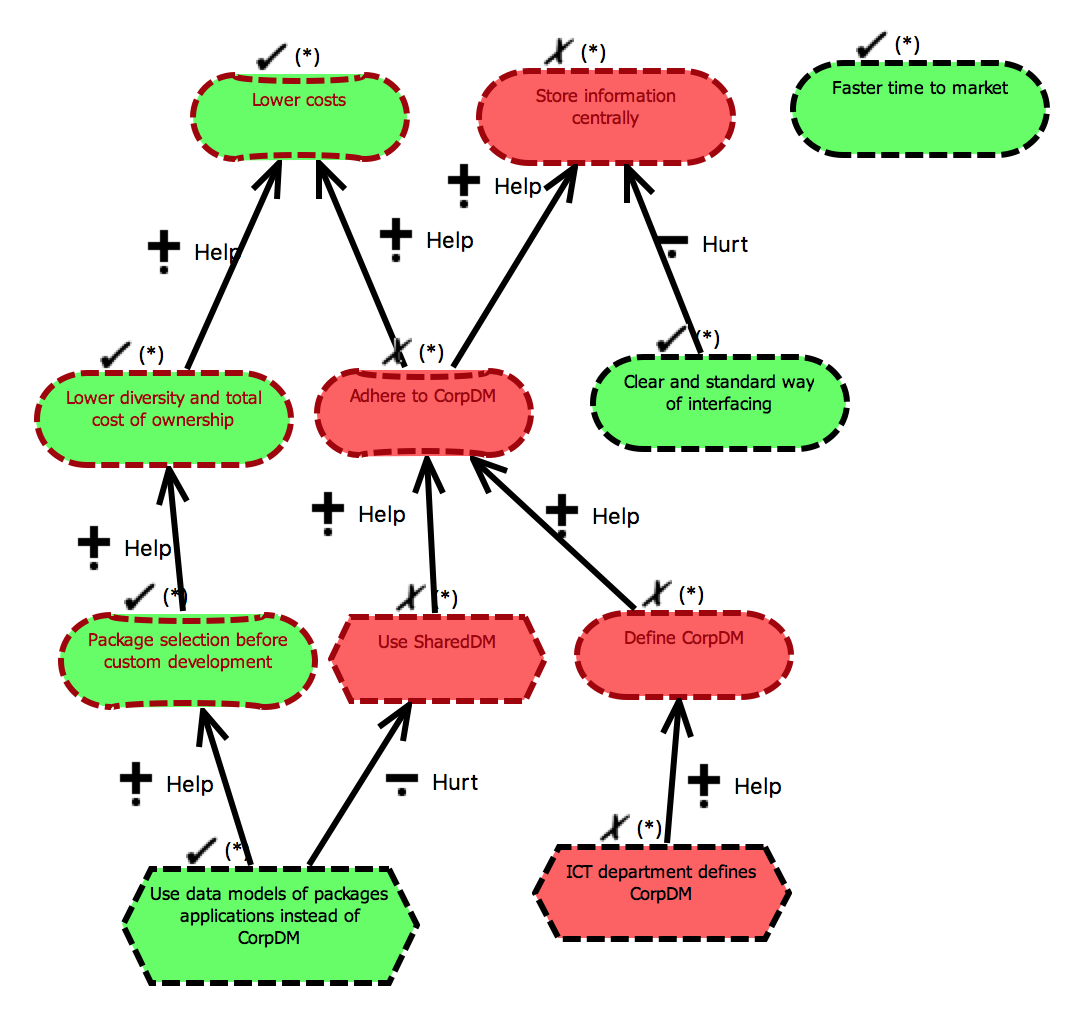 (*)
(*)
(*)
Lower costs
Store information
centrally
Faster time to market
Help
Help
Help
Hurt
(*)
(*)
(*)
Lower diversity and total
cost of ownership
Adhere to CorpDM
Clear and standard way
of interfacing
Help
Help
Help
(*)
(*)
(*)
Package selection before
custom development
Use SharedDM
Define CorpDM
Help
Hurt
Help
(*)
(*)
Use data models of packages
applications instead of
CorpDM
ICT department defines
CorpDM